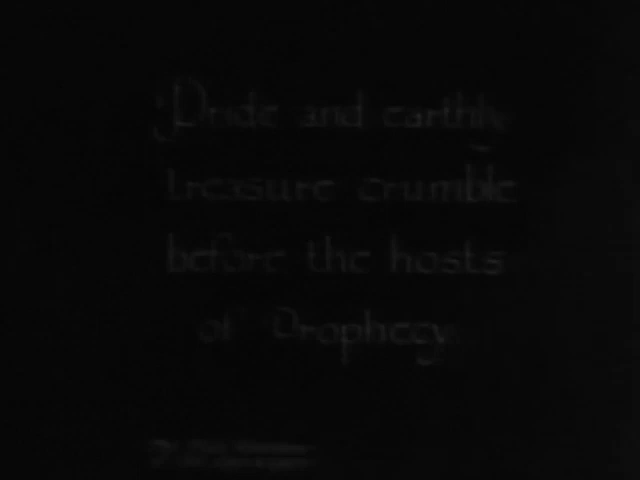 Pride and earthly
treasure crumble
before the hosts
of Prophecy.